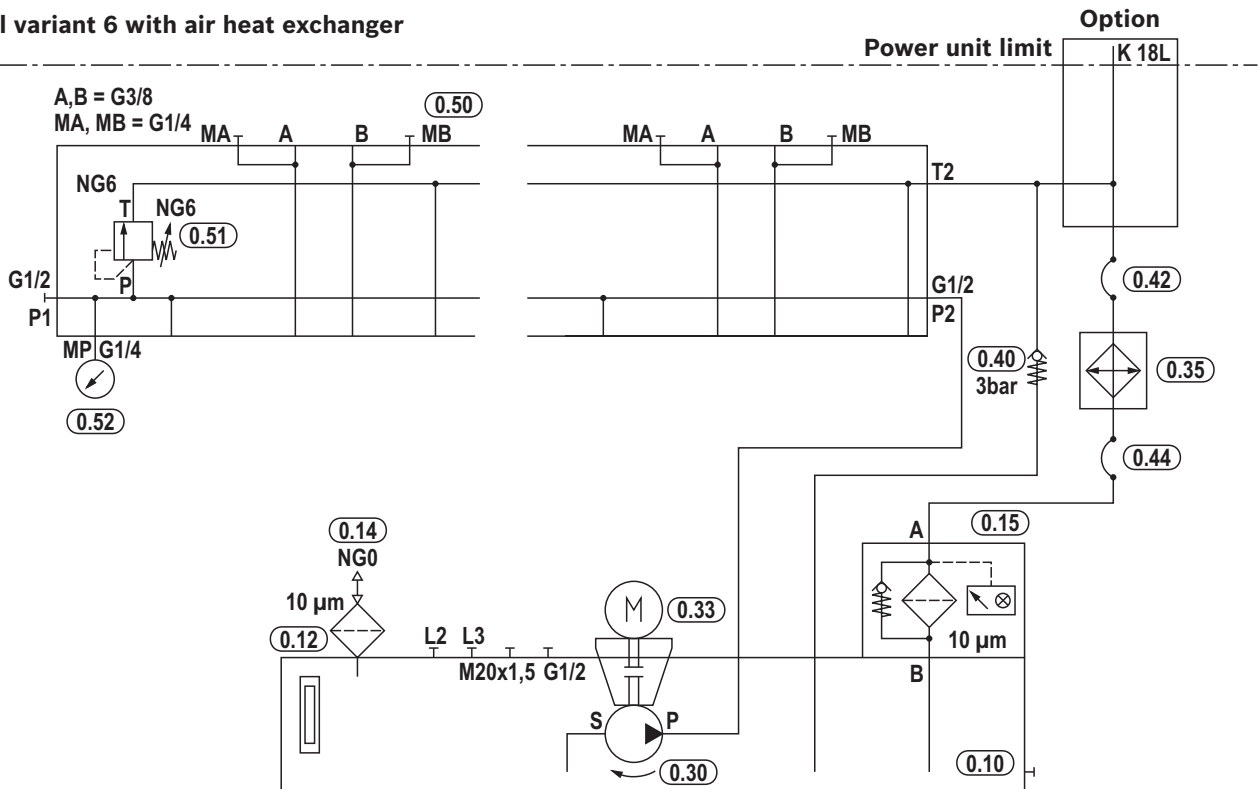 l variant 6 with air heat exchanger
Option
Power unit limit
K 18L
A,B = G3/8
MA, MB = G1/4
0.50
MA
A
B
MB
MA
A
B
MB
T2
NG6
T
NG6
0.51
P
G1/2
P1
G1/2
P2
0.42
MP
G1/4
0.40
3bar
0.35
0.52
0.44
0.14
NG0
A
0.15
10 µm
0.12
M
0.33
L2
L3
10 µm
M20x1,5
G1/2
B
S
P
0.30
0.10